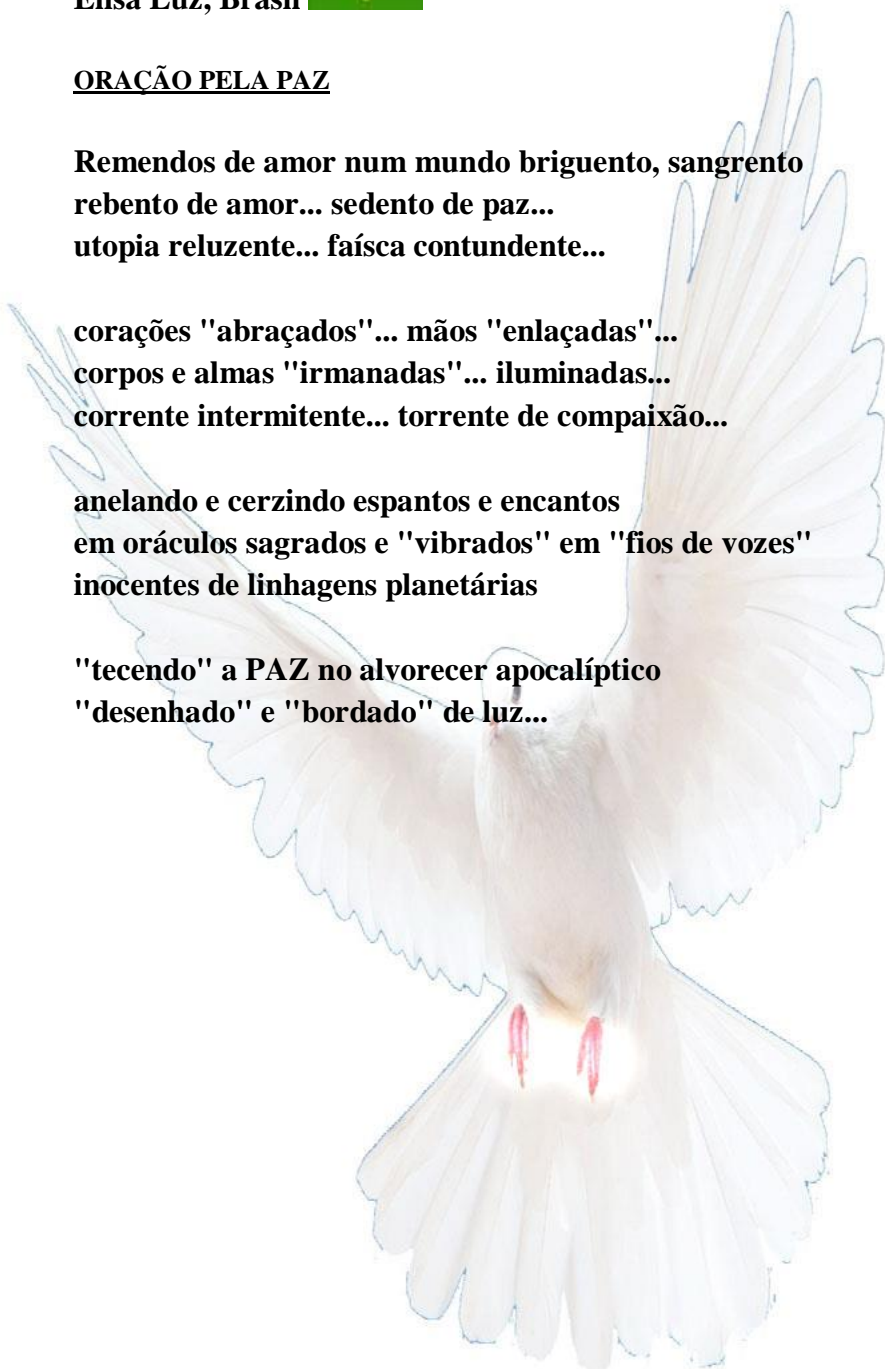 Elisa Luz, Brasil
ORAÇÃO PELA PAZ
Remendos de amor num mundo briguento, sangrento
rebento de amor... sedento de paz...
utopia reluzente... faísca contundente...
corações "abraçados"... mãos "enlaçadas"...
corpos e almas "irmanadas"... iluminadas...
corrente intermitente... torrente de compaixão...
anelando e cerzindo espantos e encantos
em oráculos sagrados e "vibrados" em "fios de vozes"
inocentes de linhagens planetárias
"tecendo" a PAZ no alvorecer apocalíptico
"desenhado" e "bordado" de luz...